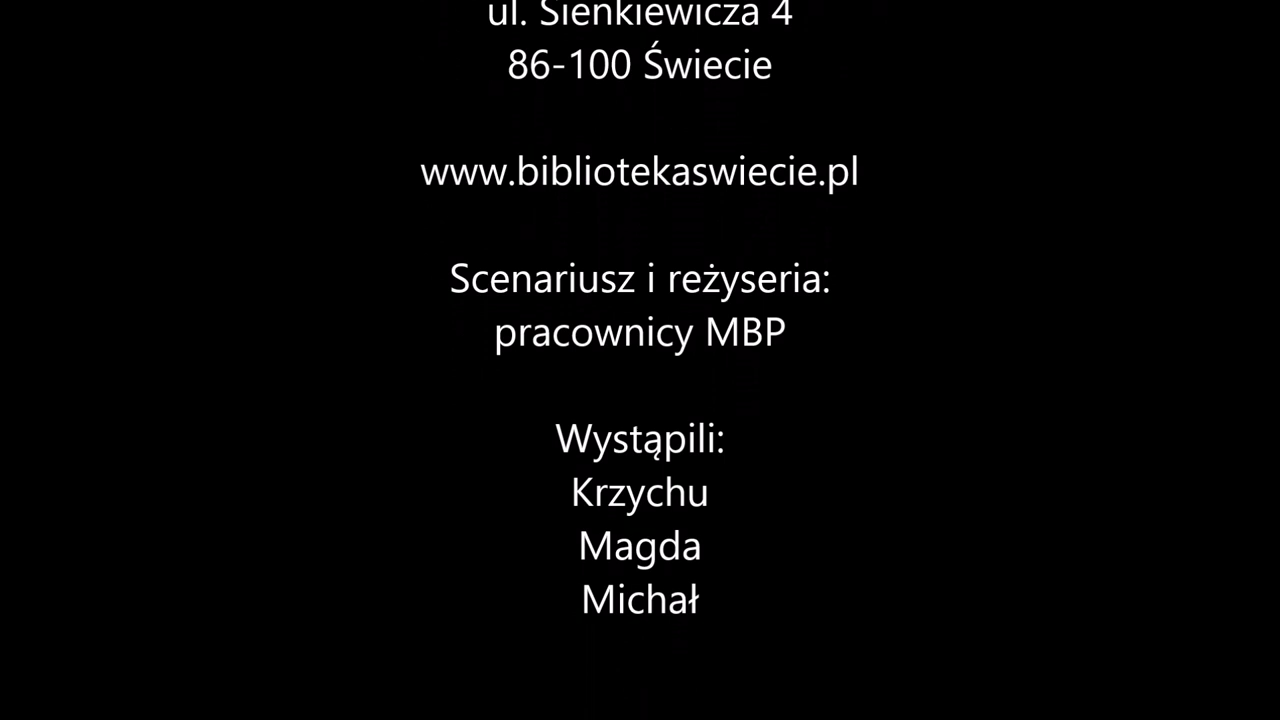 ul. Sienkiewicza 4
86-100 Świecie
www.bibliotekaswiecie.pl
Scenariusz i reżyseria:
pracownicy MBP
Wystąpili:
Krzychu
Magda
Michał